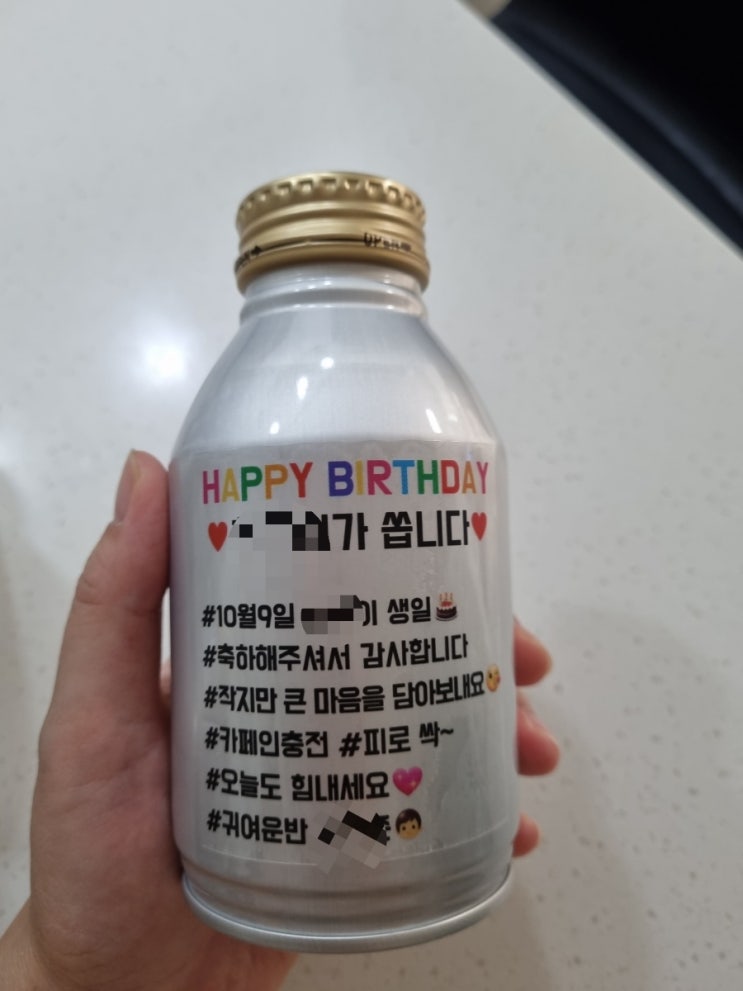 HAPPY BIRTHDAY
가 쏩니다
#10월9일 이 생일
#축하해주셔서 감사합니다
#작지만 큰 마음을 담아보내요
#카페인충전 #피로 싹~
#오늘도 힘내세요
#귀여운반